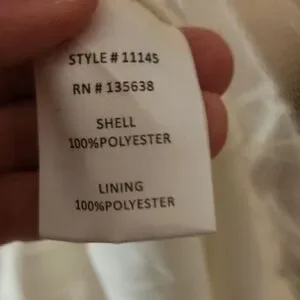 STYLE # 11145
RN # 135638
SHELL
100%POLYESTER
LINING
100%POLYESTER